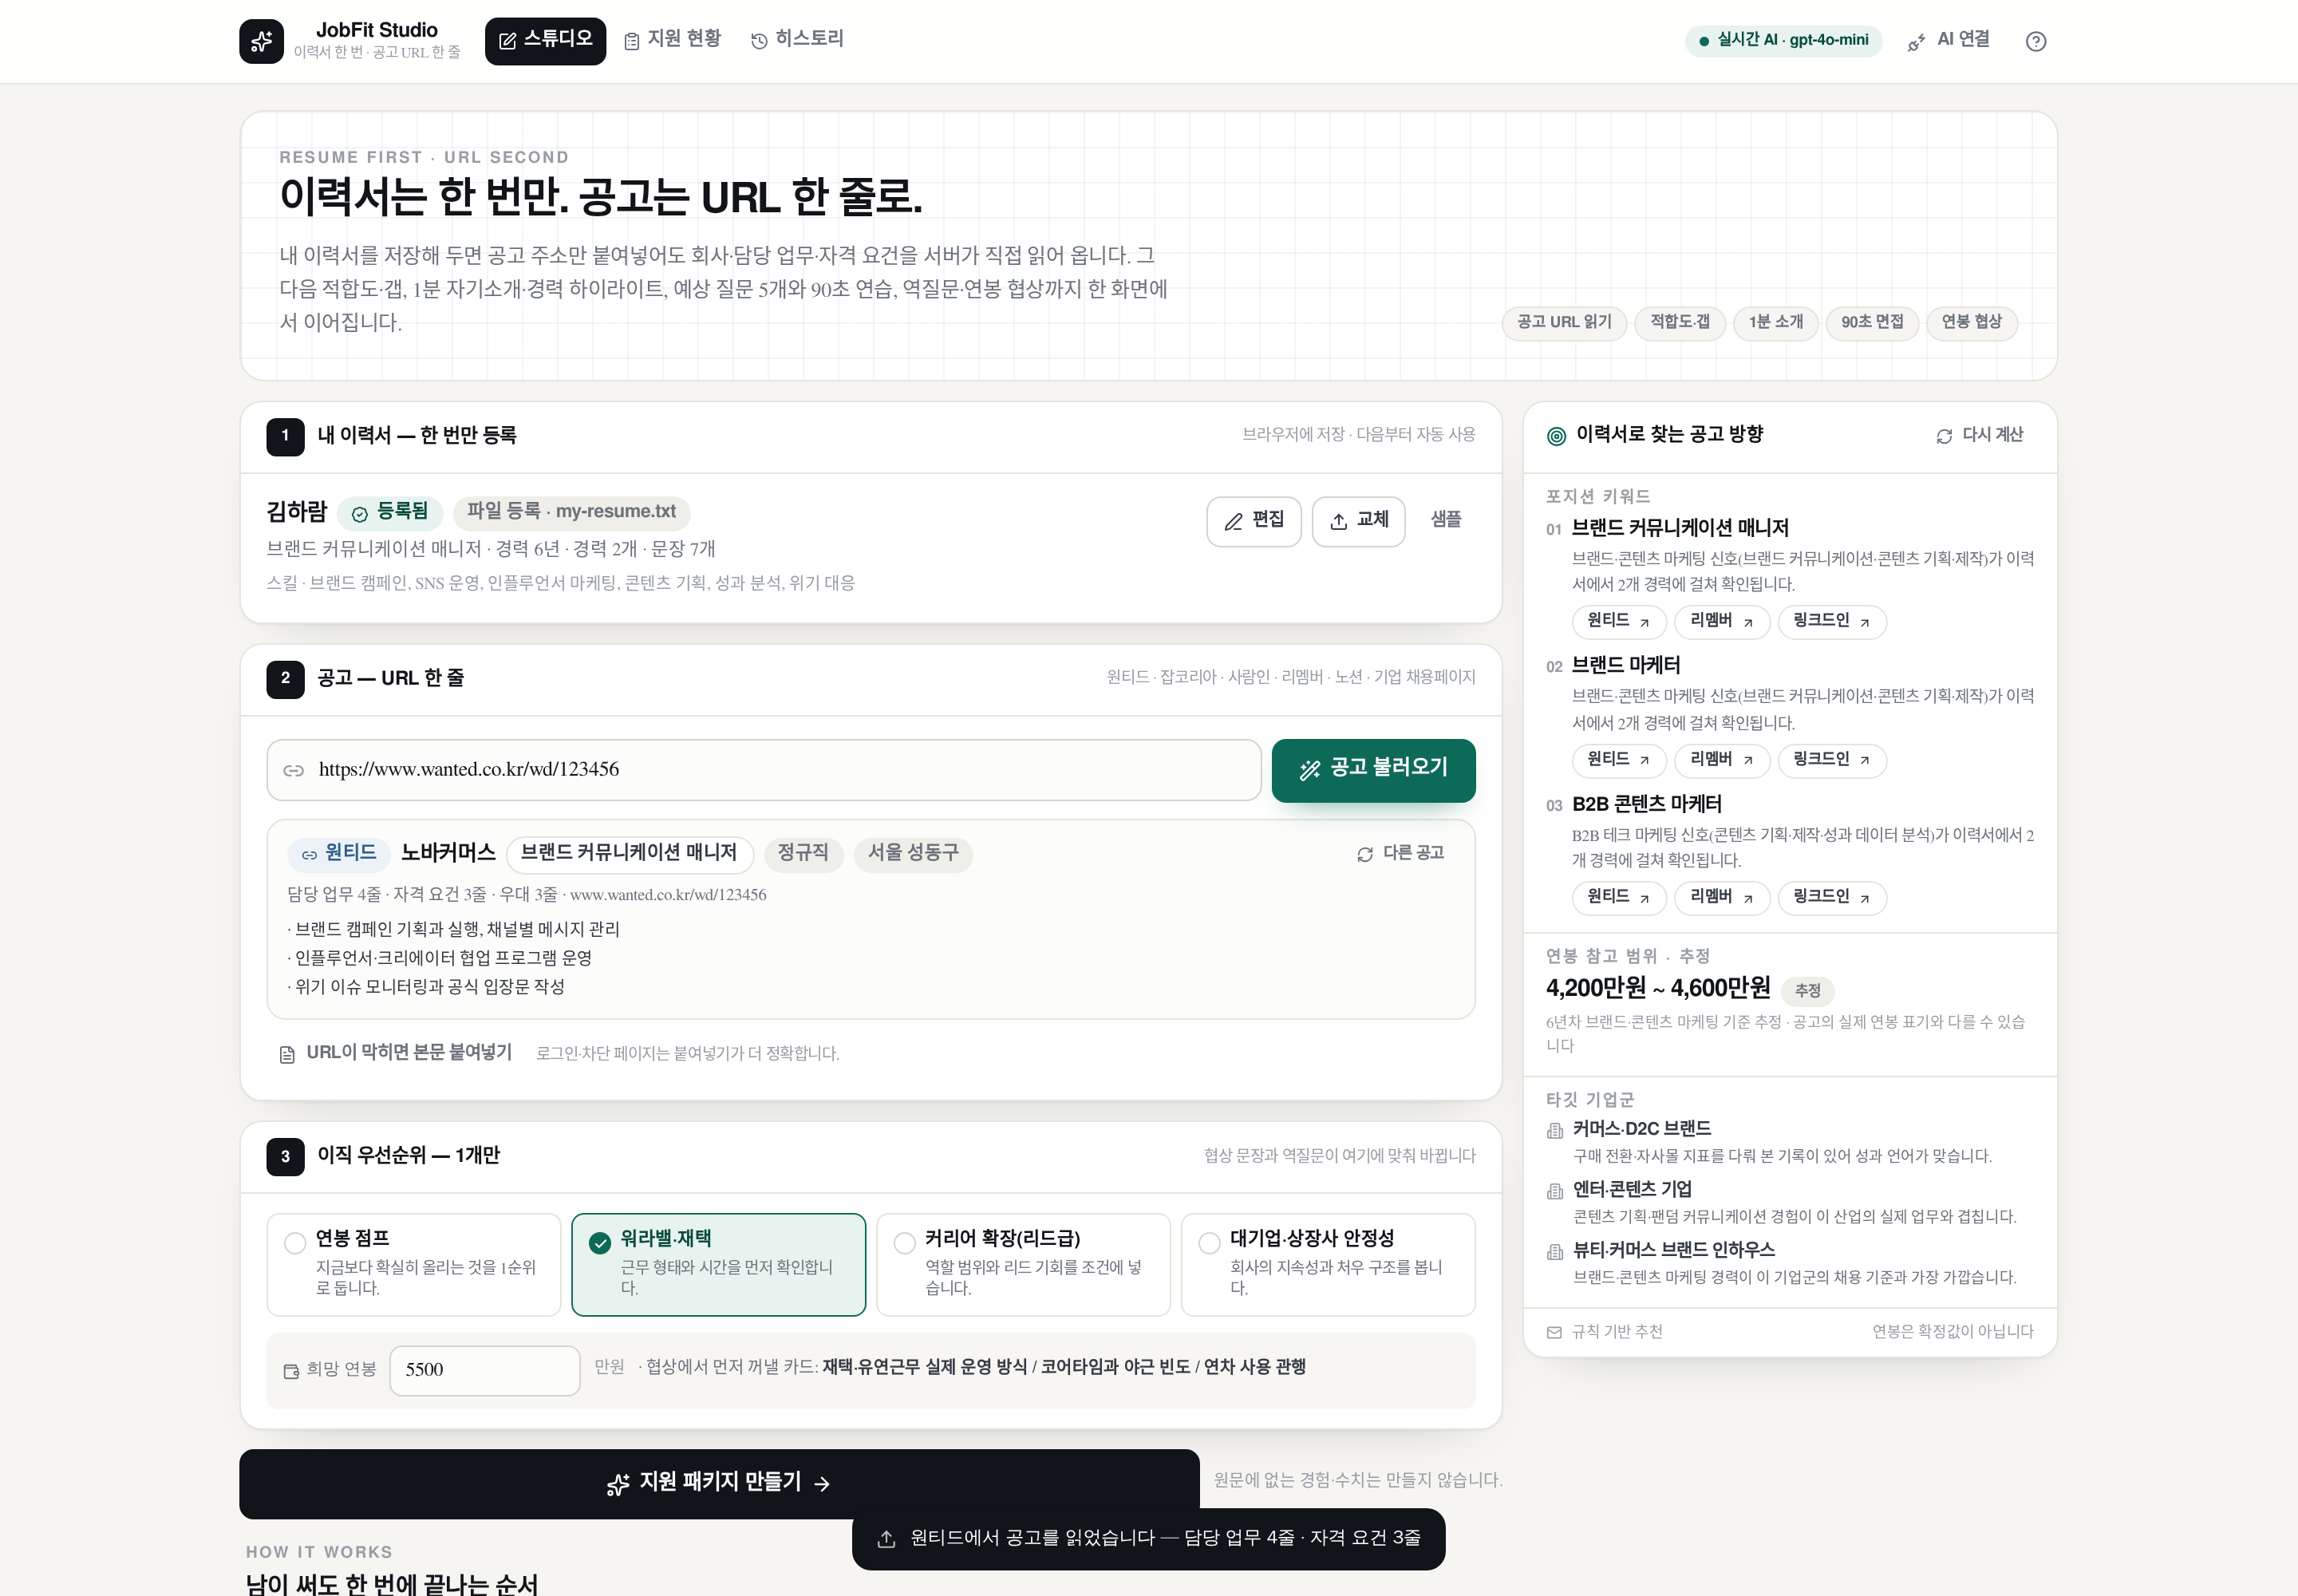 JobFit Studio
이력서 한 번 · 공고 URL 한 줄
스튜디오
지원 현황
히스토리
실시간 AI · gpt-4o-mini
AI 연결
RESUME FIRST · URL SECOND
이력서는 한 번만. 공고는 URL 한 줄로.
내 이력서를 저장해 두면 공고 주소만 붙여넣어도 회사·담당 업무·자격 요건을 서버가 직접 읽어 옵니다. 그
다음 적합도·갭, 1분 자기소개·경력 하이라이트, 예상 질문 5개와 90초 연습, 역질문·연봉 협상까지 한 화면에
서 이어집니다.
공고 URL 읽기
적합도·갭
1분 소개
90초 면접
연봉 협상
1
내 이력서 — 한 번만 등록
브라우저에 저장 · 다음부터 자동 사용
김하람
등록됨
파일 등록 · my-resume.txt
편집
교체
샘플
브랜드 커뮤니케이션 매니저 · 경력 6년 · 경력 2개 · 문장 7개
스킬 · 브랜드 캠페인, SNS 운영, 인플루언서 마케팅, 콘텐츠 기획, 성과 분석, 위기 대응
2
공고 — URL 한 줄
원티드 · 잡코리아 · 사람인 · 리멤버 · 노션 · 기업 채용페이지
https://www.wanted.co.kr/wd/123456
공고 불러오기
원티드
노바커머스
브랜드 커뮤니케이션 매니저
정규직
서울 성동구
다른 공고
담당 업무 4줄 · 자격 요건 3줄 · 우대 3줄 · www.wanted.co.kr/wd/123456
· 브랜드 캠페인 기획과 실행, 채널별 메시지 관리
· 인플루언서·크리에이터 협업 프로그램 운영
· 위기 이슈 모니터링과 공식 입장문 작성
URL이 막히면 본문 붙여넣기
로그인·차단 페이지는 붙여넣기가 더 정확합니다.
3
이직 우선순위 — 1개만
협상 문장과 역질문이 여기에 맞춰 바뀝니다
연봉 점프
지금보다 확실히 올리는 것을 1순위
로 둡니다.
워라밸·재택
근무 형태와 시간을 먼저 확인합니
다.
커리어 확장(리드급)
역할 범위와 리드 기회를 조건에 넣
습니다.
대기업·상장사 안정성
회사의 지속성과 처우 구조를 봅니
다.
희망 연봉
5500
만원
· 협상에서 먼저 꺼낼 카드: 재택·유연근무 실제 운영 방식 / 코어타임과 야근 빈도 / 연차 사용 관행
지원 패키지 만들기
원문에 없는 경험·수치는 만들지 않습니다.
원티드에서 공고를 읽었습니다 — 담당 업무 4줄 · 자격 요건 3줄
HOW IT WORKS
남이 써도 한 번에 끝나는 순서
이력서로 찾는 공고 방향
다시 계산
포지션 키워드
01 브랜드 커뮤니케이션 매니저
브랜드·콘텐츠 마케팅 신호(브랜드 커뮤니케이션·콘텐츠 기획·제작)가 이력
서에서 2개 경력에 걸쳐 확인됩니다.
원티드
리멤버
링크드인
02 브랜드 마케터
브랜드·콘텐츠 마케팅 신호(브랜드 커뮤니케이션·콘텐츠 기획·제작)가 이력
서에서 2개 경력에 걸쳐 확인됩니다.
원티드
리멤버
링크드인
03 B2B 콘텐츠 마케터
B2B 테크 마케팅 신호(콘텐츠 기획·제작·성과 데이터 분석)가 이력서에서 2
개 경력에 걸쳐 확인됩니다.
원티드
리멤버
링크드인
연봉 참고 범위 · 추정
4,200만원 ~ 4,600만원
추정
6년차 브랜드·콘텐츠 마케팅 기준 추정 · 공고의 실제 연봉 표기와 다를 수 있습
니다
타깃 기업군
커머스·D2C 브랜드
구매 전환·자사몰 지표를 다뤄 본 기록이 있어 성과 언어가 맞습니다.
엔터·콘텐츠 기업
콘텐츠 기획·팬덤 커뮤니케이션 경험이 이 산업의 실제 업무와 겹칩니다.
뷰티·커머스 브랜드 인하우스
브랜드·콘텐츠 마케팅 경력이 이 기업군의 채용 기준과 가장 가깝습니다.
규칙 기반 추천
연봉은 확정값이 아닙니다